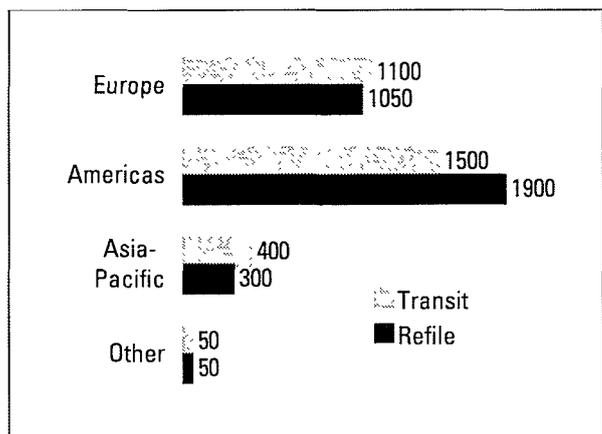 Europe
1100
1050
Americas
1500
1900
Asia-
Pacific
400
300
Other
50
50
Transit
Refile